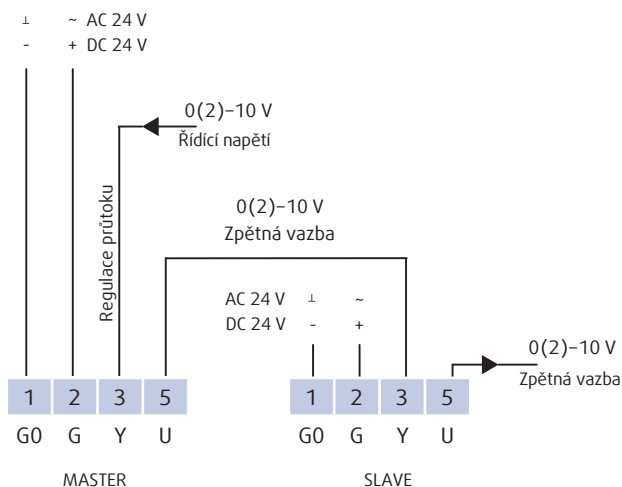 ⊥ ~ AC 24 V
- + DC 24 V
0(2)–10 V
Řídící napětí
Regulace průtoku
0(2)–10 V
Zpětná vazba
AC 24 V ⊥ ~
DC 24 V - +
0(2)–10 V
Zpětná vazba
1 2 3 5
G0 G Y U
MASTER
1 2 3 5
G0 G Y U
SLAVE